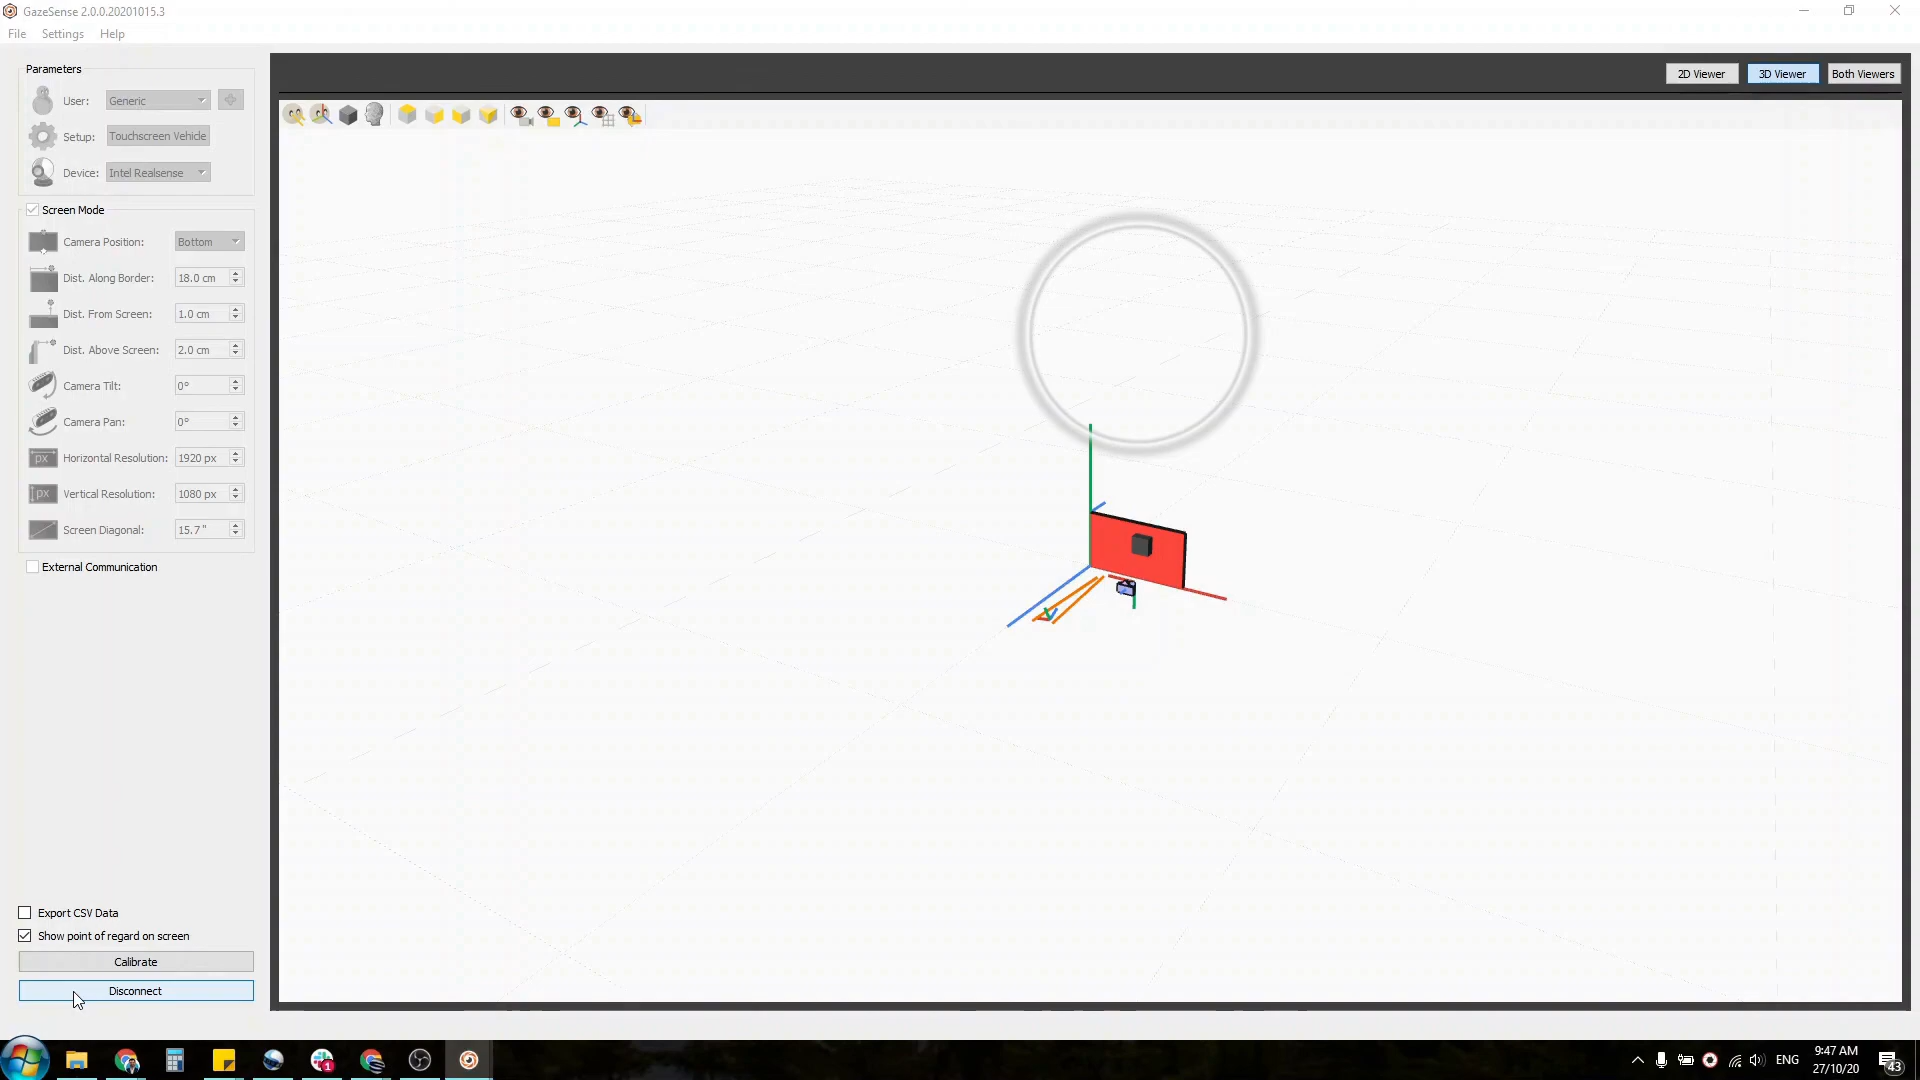 GazeSense 2.0.0.20201015.3
File Settings Help
Parameters
User: Generic
Setup: Touchscreen Vehicle
Device: Intel Realsense
Screen Mode
Camera Position: Bottom
Dist. Along Border: 18.0 cm
Dist. From Screen: 1.0 cm
Dist. Above Screen: 2.0 cm
Camera Tilt: 0°
Camera Pan: 0°
px Horizontal Resolution: 1920 px
px Vertical Resolution: 1080 px
Screen Diagonal: 15.7"
External Communication
Export CSV Data
Show point of regard on screen
Calibrate
Disconnect
2D Viewer 3D Viewer Both Viewers
1
ENG
9:47 AM
27/10/20
43